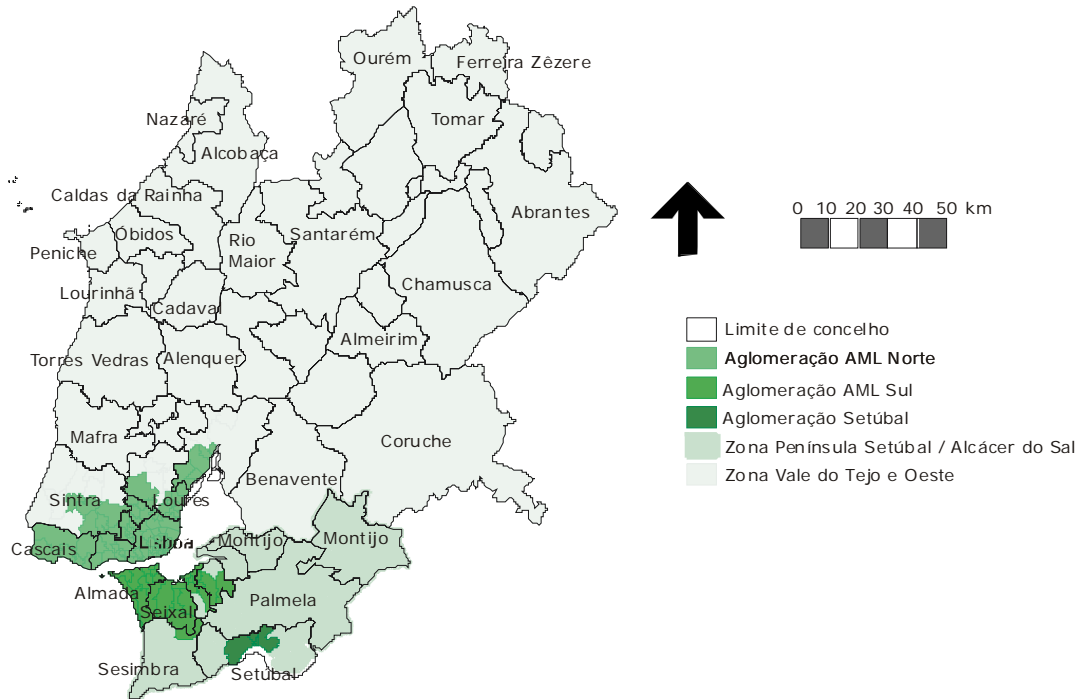 Ourém
Ferreira Zêzere
Nazaré
Tomar
Alcobaça
Caldas da Rainha
Abrantes
Óbidos
Rio
Maior
Santarém
Peniche
Lourinhã
Cadaval
Chamusca
Torres Vedras
Alenquer
Almeirim
Mafra
Coruche
Benavente
Sintra
Loures
Cascais
Lisboa
Montijo
Montijo
Almada
Seixal
Palmela
Sesimbra
Setúbal
0 10 20 30 40 50 km
Limite de concelho
Aglomeração AML Norte
Aglomeração AML Sul
Aglomeração Setúbal
Zona Península Setúbal / Alcácer do Sal
Zona Vale do Tejo e Oeste